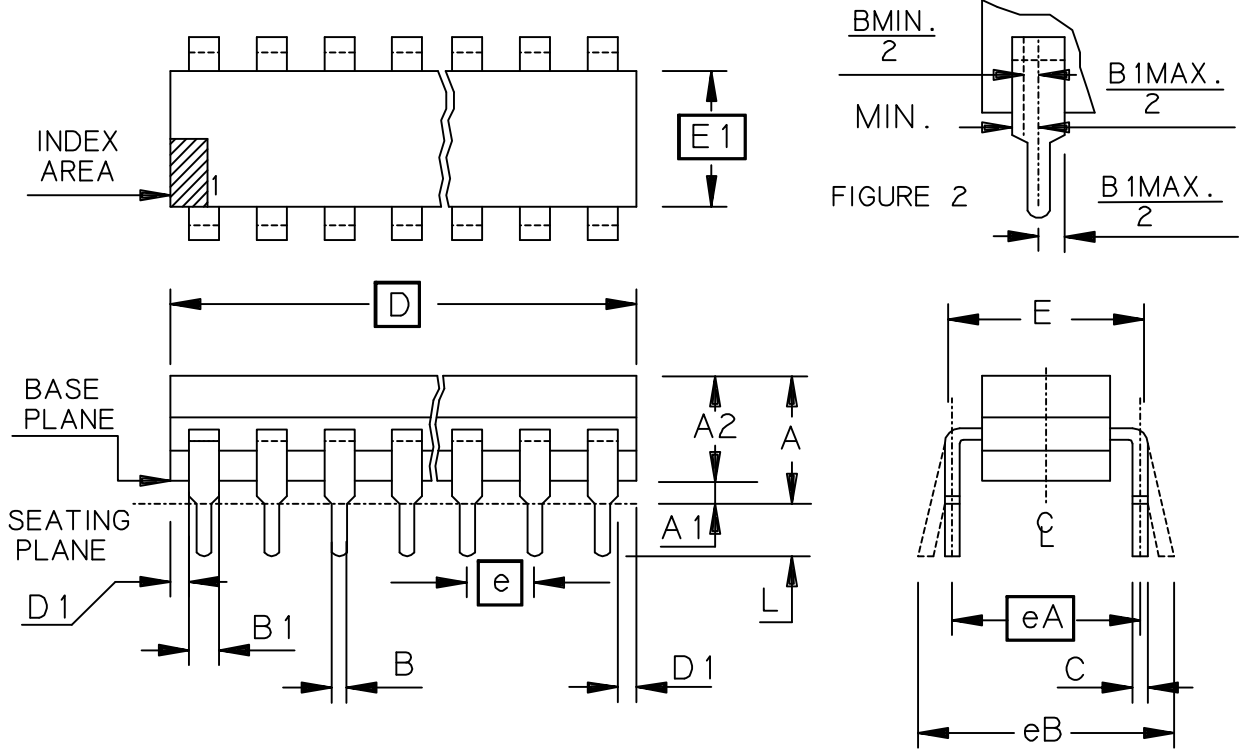 INDEX
AREA
1
E1
BMIN.
2
B1MAX.
2
MIN.
FIGURE 2
B1MAX.
2
D
E
BASE
PLANE
A2
A
SEATING
PLANE
A1
CL
D1
e
L
B1
eA
B
D1
C
eB